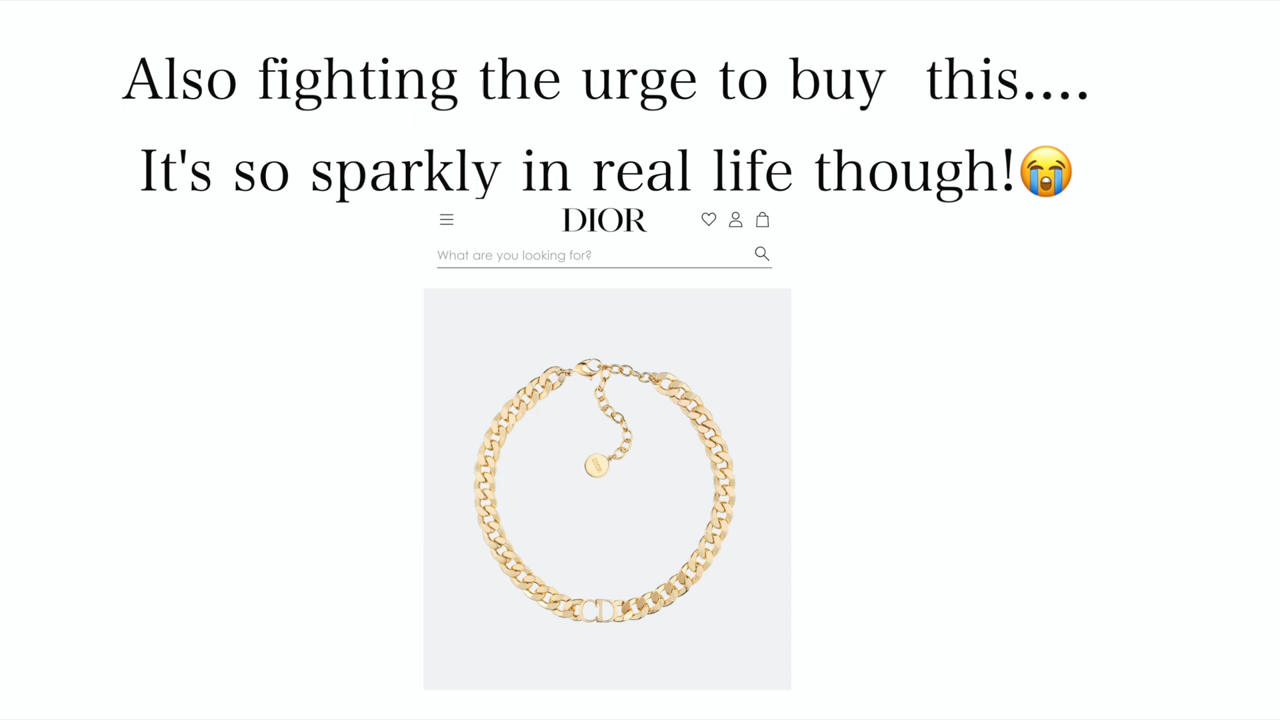 Also fighting the urge to buy  this....
It's so sparkly in real life though!😭
DIOR
What are you looking for?
CD